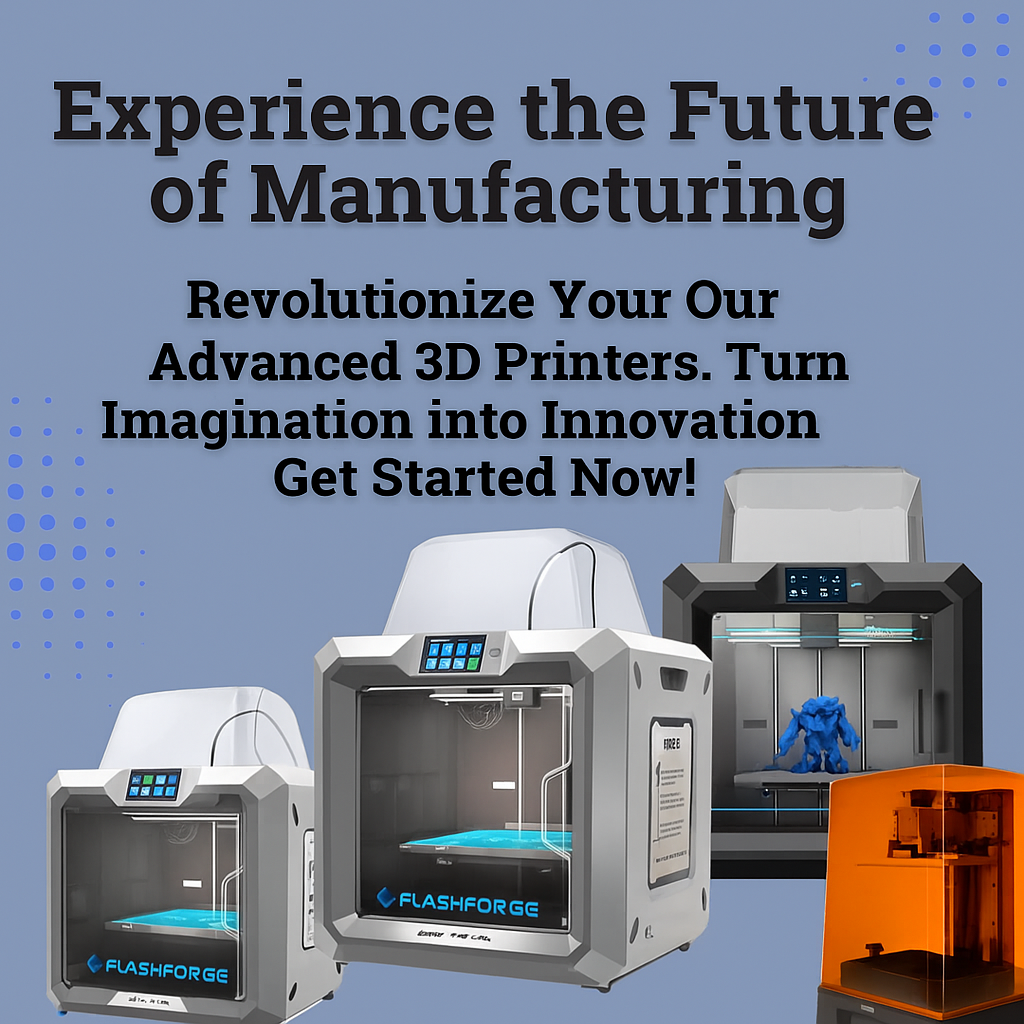 Experience the Future
of Manufacturing
Revolutionize Your Our
Advanced 3D Printers. Turn
Imagination into Innovation
Get Started Now!
FLASHFORGE
FLASHFORGE